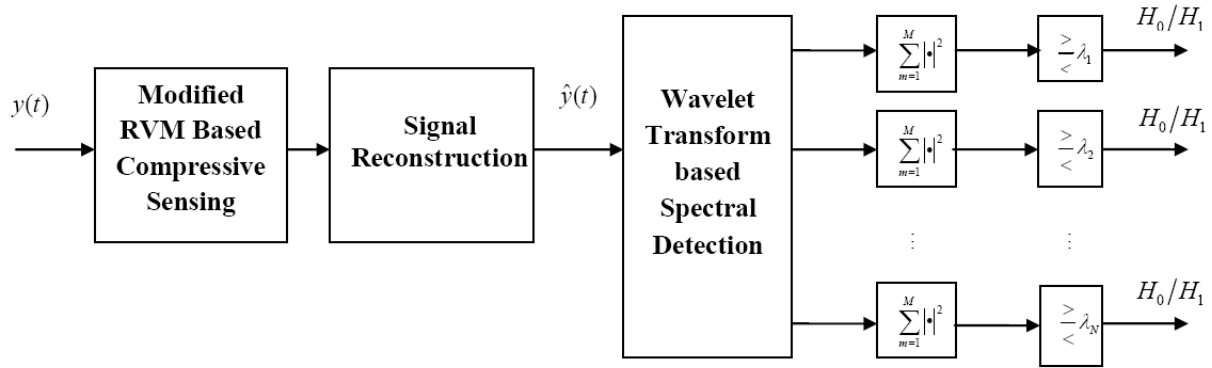 y(t)
Modified
RVM Based
Compressive
Sensing
Signal
Reconstruction
ŷ(t)
Wavelet
Transform
based
Spectral
Detection
∑_{m=1}^{M}|•|²
≷ λ₁
H₀/H₁
∑_{m=1}^{M}|•|²
≷ λ₂
H₀/H₁
⋮ ⋮
∑_{m=1}^{M}|•|²
≷ λ_N
H₀/H₁